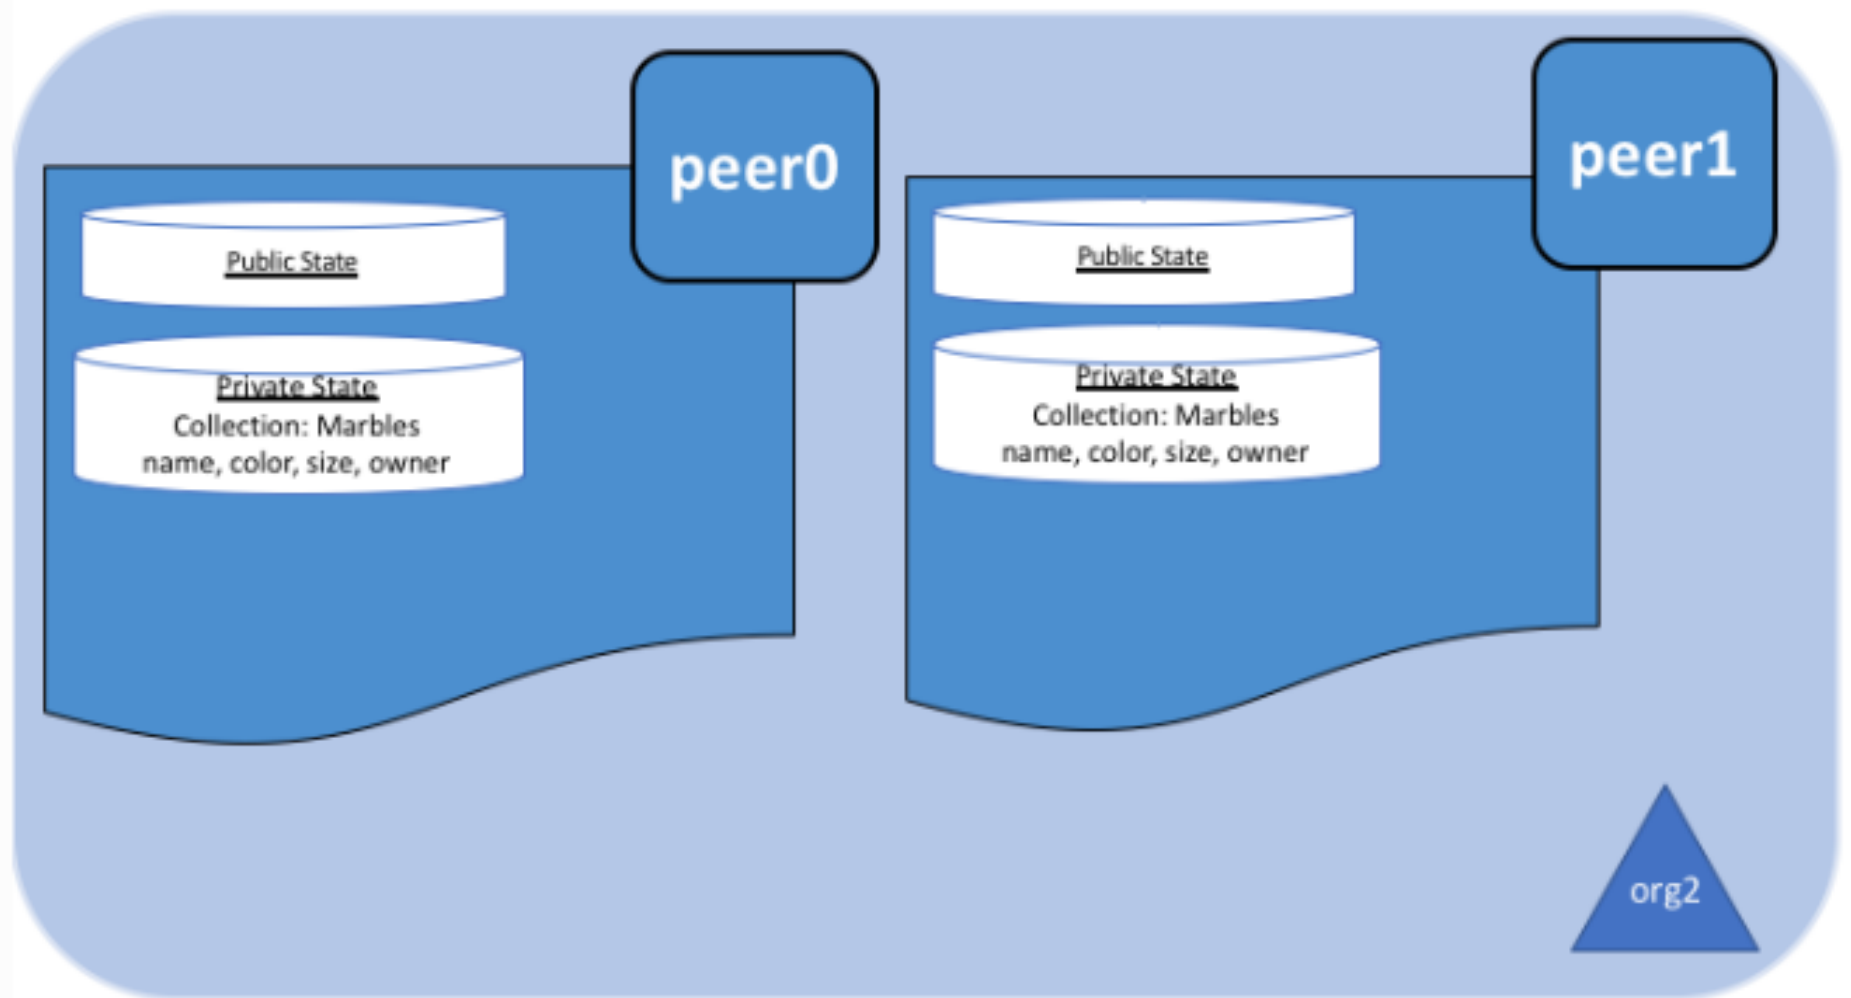 peer0
Public State
Private State
Collection: Marbles
name, color, size, owner
peer1
Public State
Private State
Collection: Marbles
name, color, size, owner
org2